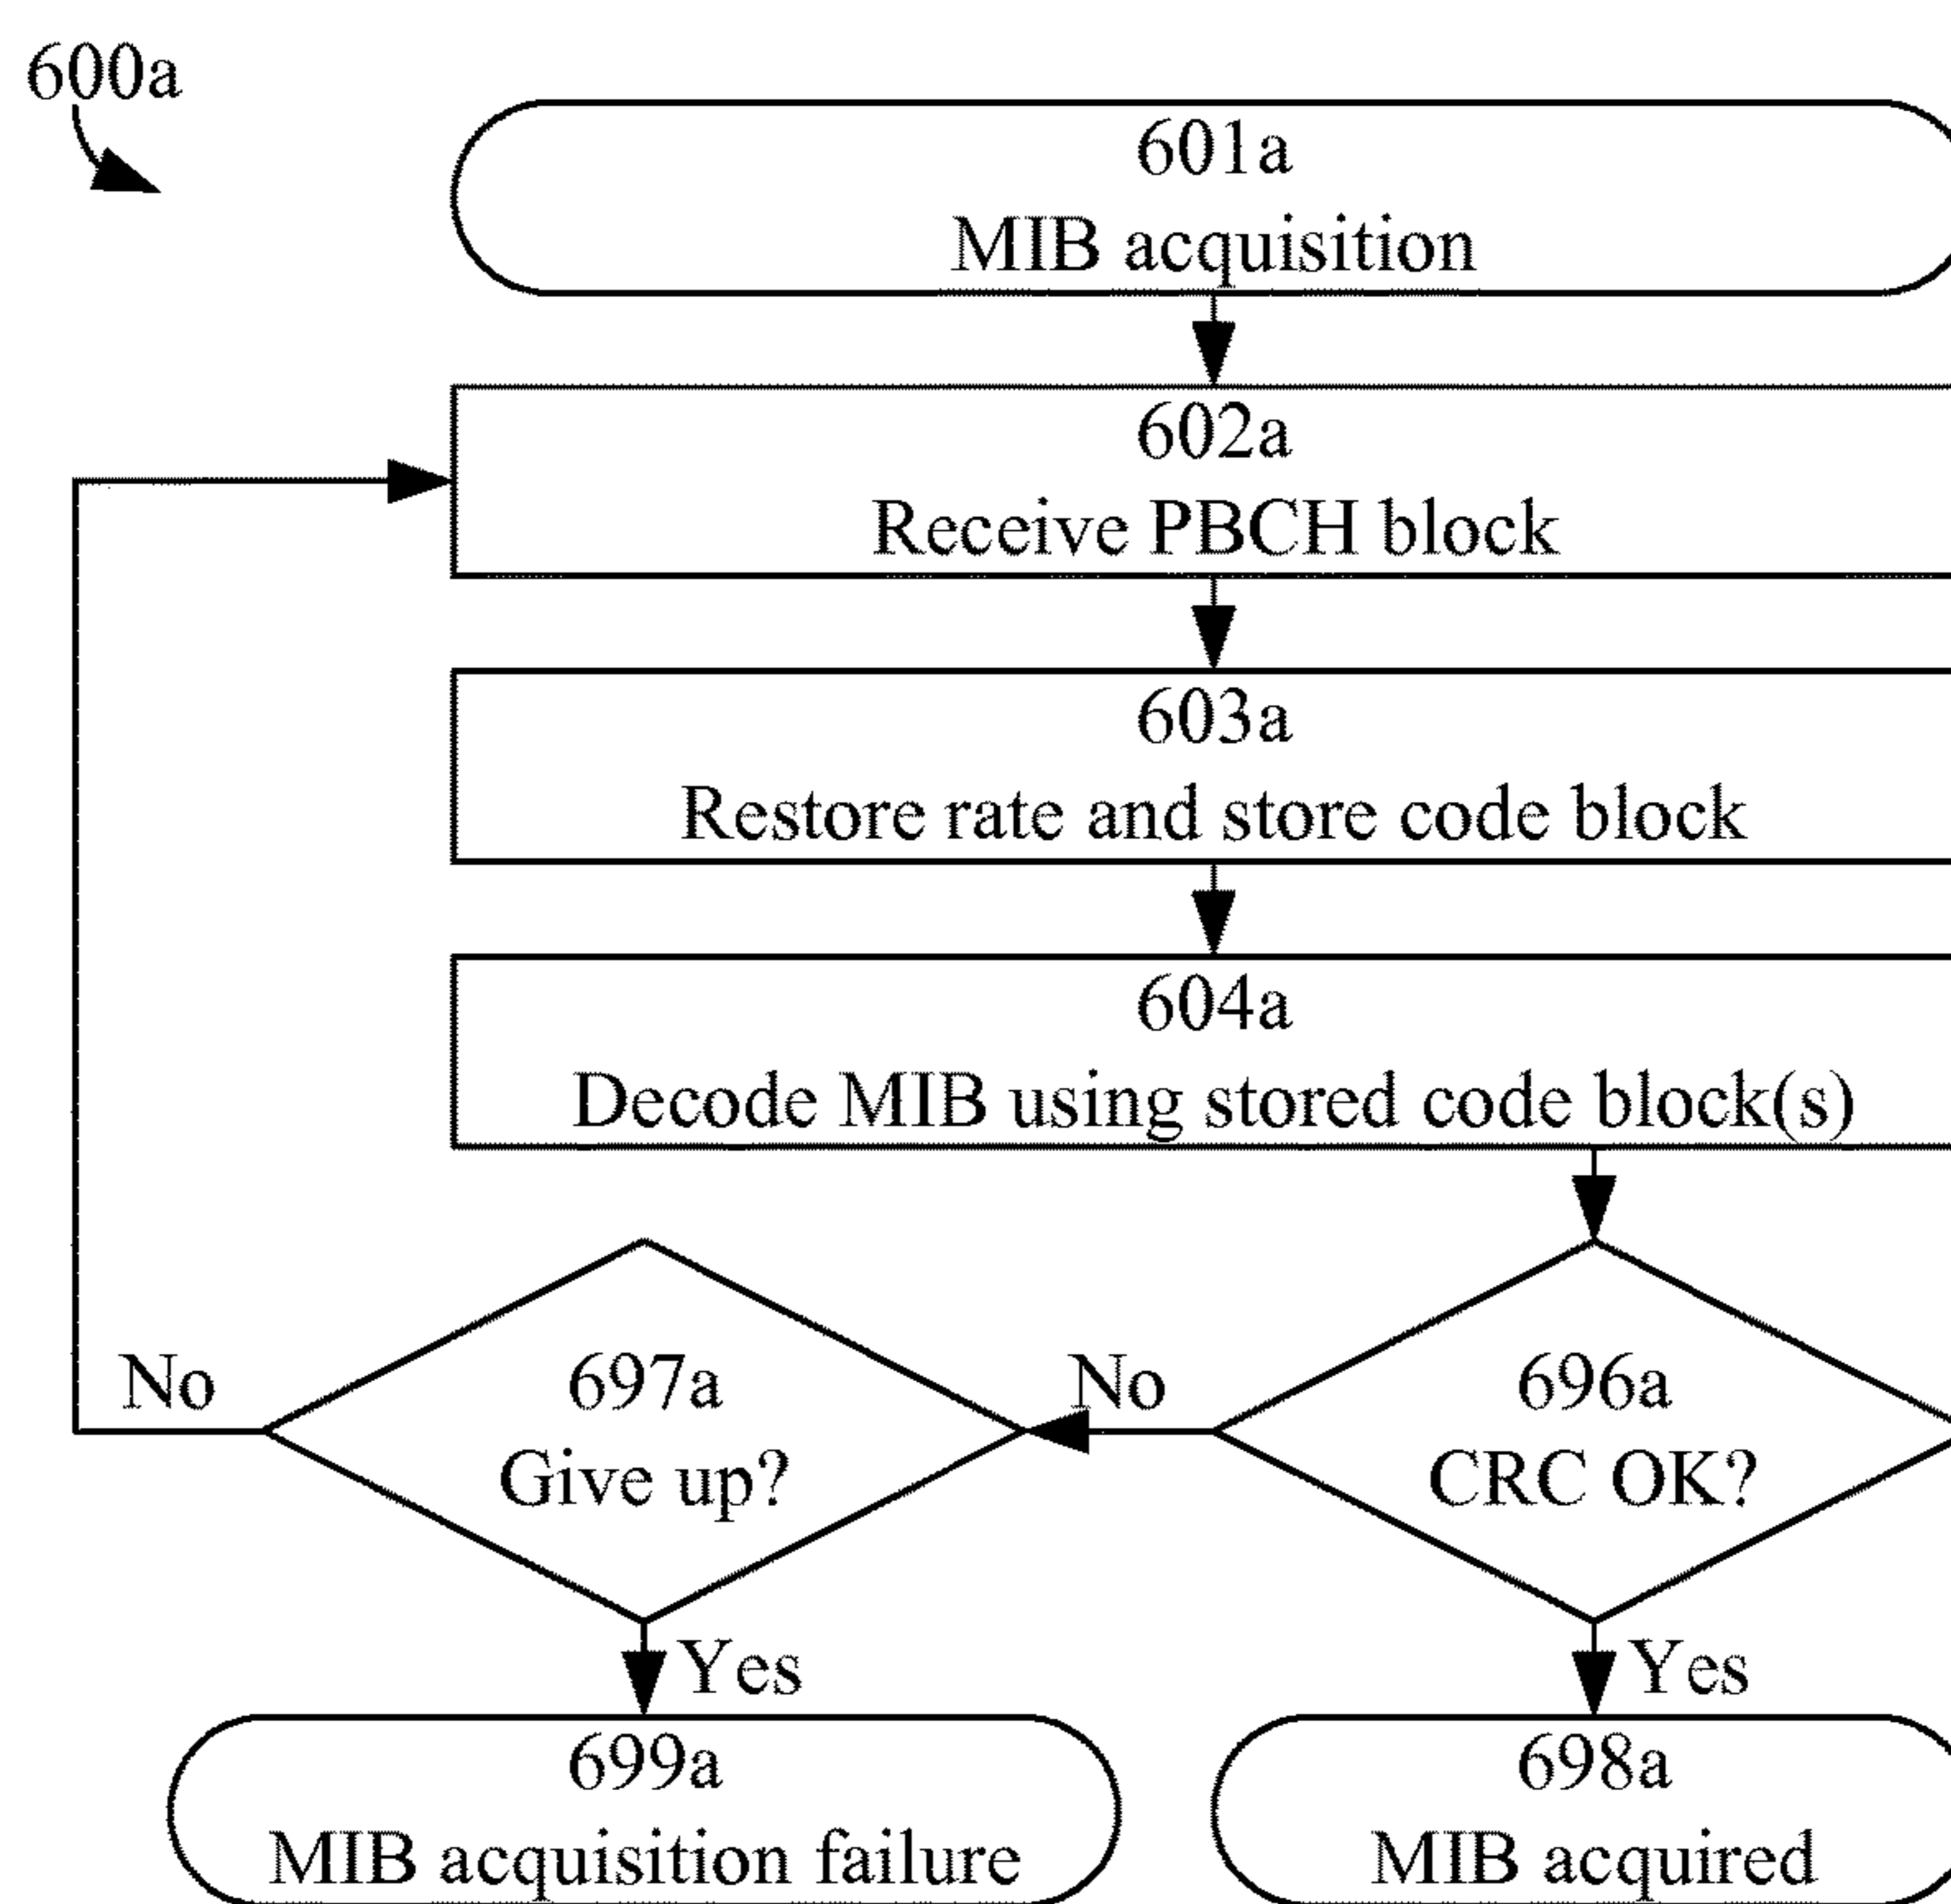 600a
601a
MIB acquisition
602a
Receive PBCH block
603a
Restore rate and store code block
604a
Decode MIB using stored code block(s)
No
697a
Give up?
No
696a
CRC OK?
Yes
Yes
699a
MIB acquisition failure
698a
MIB acquired